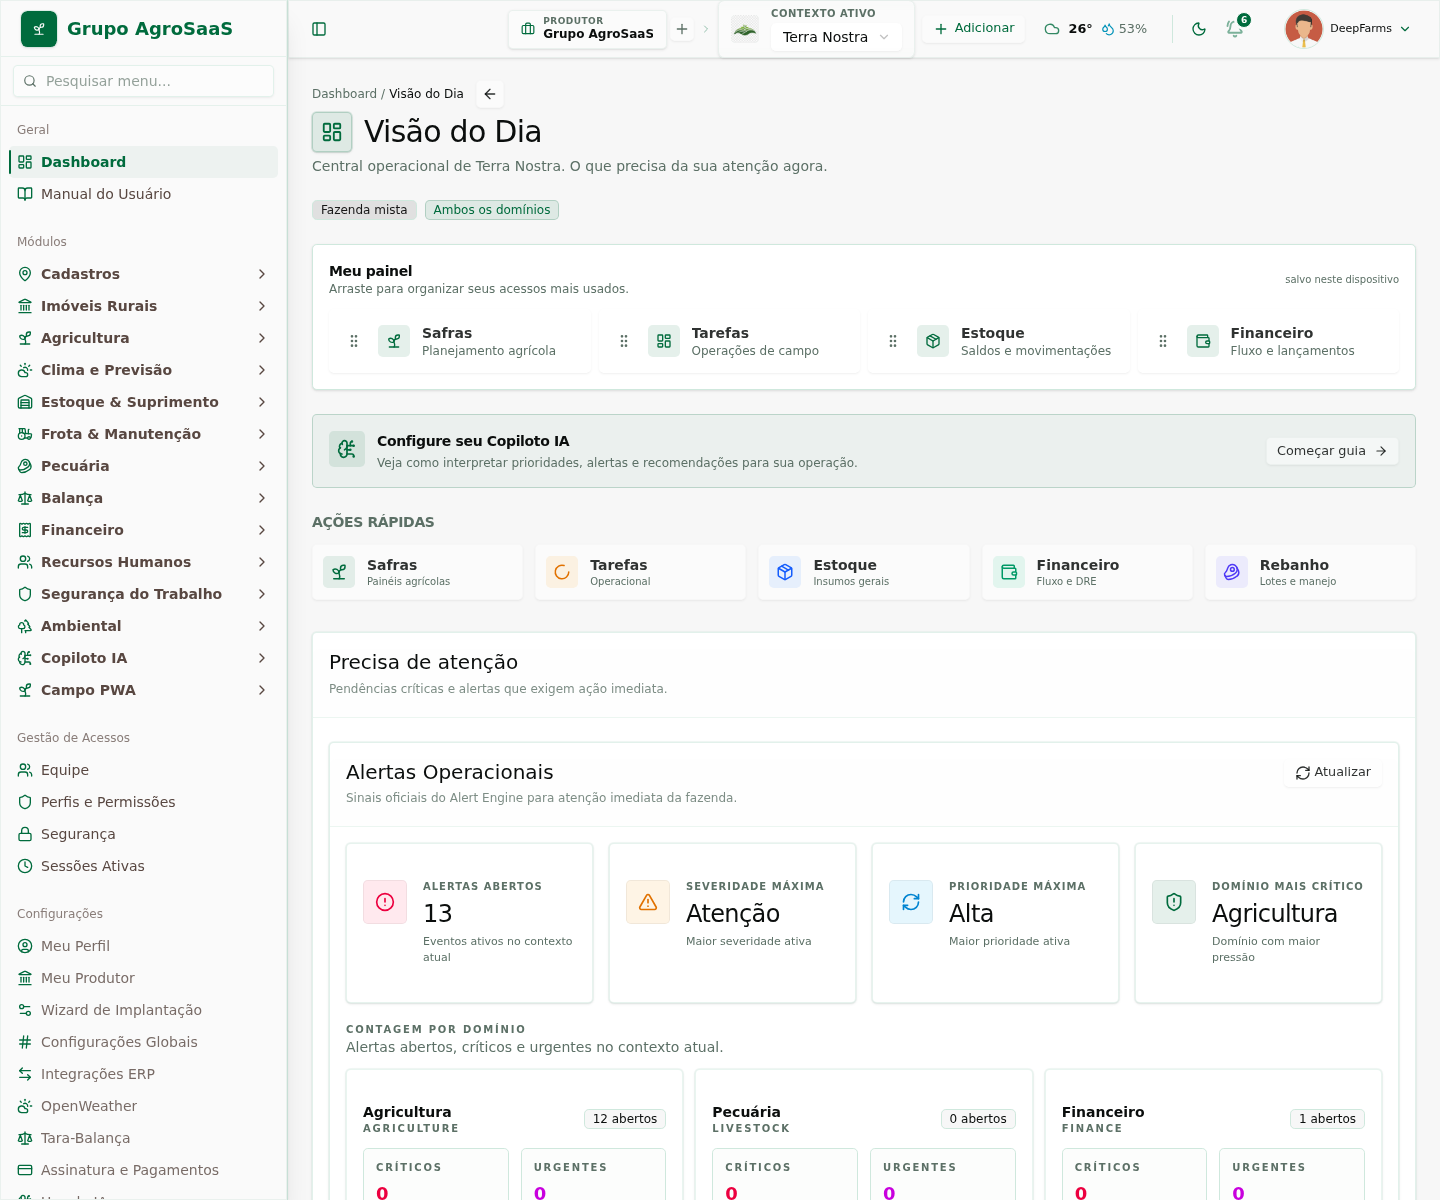 Grupo AgroSaaS
Pesquisar menu...
Geral
Dashboard
Manual do Usuário
Módulos
Cadastros
Imóveis Rurais
Agricultura
Clima e Previsão
Estoque & Suprimento
Frota & Manutenção
Pecuária
Balança
Financeiro
Recursos Humanos
Segurança do Trabalho
Ambiental
Copiloto IA
Campo PWA
Gestão de Acessos
Equipe
Perfis e Permissões
Segurança
Sessões Ativas
Configurações
Meu Perfil
Meu Produtor
Wizard de Implantação
Configurações Globais
Integrações ERP
OpenWeather
Tara-Balança
Assinatura e Pagamentos
PRODUTOR
Grupo AgroSaaS
CONTEXTO ATIVO
Terra Nostra
Adicionar
26°
53%
6
DeepFarms
Dashboard / Visão do Dia
Visão do Dia
Central operacional de Terra Nostra. O que precisa da sua atenção agora.
Fazenda mista
Ambos os domínios
Meu painel
Arraste para organizar seus acessos mais usados.
salvo neste dispositivo
Safras
Planejamento agrícola
Tarefas
Operações de campo
Estoque
Saldos e movimentações
Financeiro
Fluxo e lançamentos
Configure seu Copiloto IA
Veja como interpretar prioridades, alertas e recomendações para sua operação.
Começar guia
AÇÕES RÁPIDAS
Safras
Painéis agrícolas
Tarefas
Operacional
Estoque
Insumos gerais
Financeiro
Fluxo e DRE
Rebanho
Lotes e manejo
Precisa de atenção
Pendências críticas e alertas que exigem ação imediata.
Alertas Operacionais
Sinais oficiais do Alert Engine para atenção imediata da fazenda.
Atualizar
ALERTAS ABERTOS
13
Eventos ativos no contexto
atual
SEVERIDADE MÁXIMA
Atenção
Maior severidade ativa
PRIORIDADE MÁXIMA
Alta
Maior prioridade ativa
DOMÍNIO MAIS CRÍTICO
Agricultura
Domínio com maior
pressão
CONTAGEM POR DOMÍNIO
Alertas abertos, críticos e urgentes no contexto atual.
Agricultura
AGRICULTURE
12 abertos
CRÍTICOS
0
URGENTES
0
Pecuária
LIVESTOCK
0 abertos
CRÍTICOS
0
URGENTES
0
Financeiro
FINANCE
1 abertos
CRÍTICOS
0
URGENTES
0